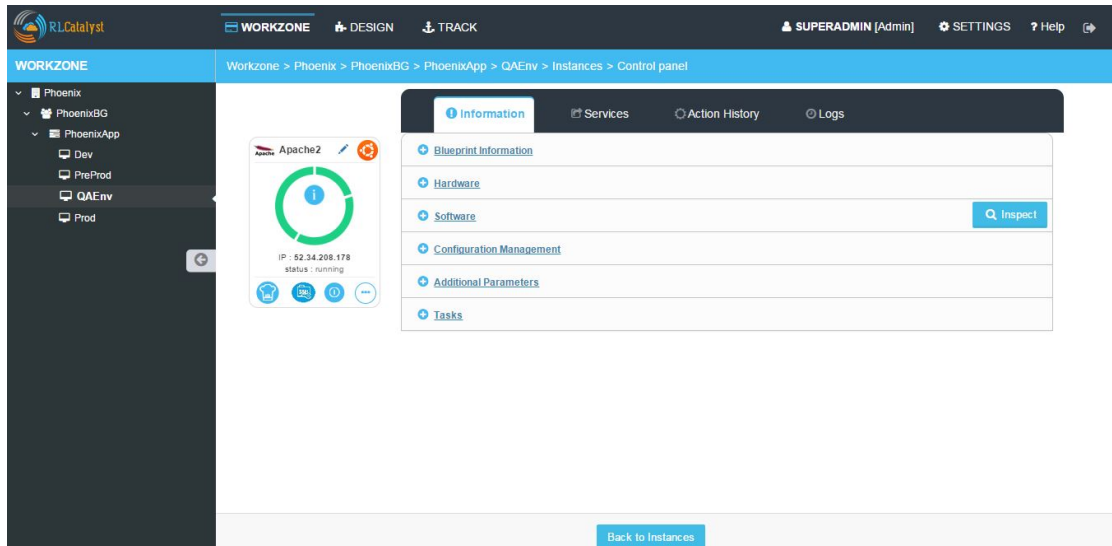 RLCatalyst
WORKZONE
DESIGN
TRACK
SUPERADMIN [Admin]
SETTINGS
? Help
WORKZONE
Workzone > Phoenix > PhoenixBG > PhoenixApp > QAEnv > Instances > Control panel
Phoenix
PhoenixBG
PhoenixApp
Dev
PreProd
QAEnv
Prod
Information
Services
Action History
Logs
Apache Apache2
IP : 52.34.208.178
status : running
Blueprint Information
Hardware
Software
Inspect
Configuration Management
Additional Parameters
Tasks
Back to Instances